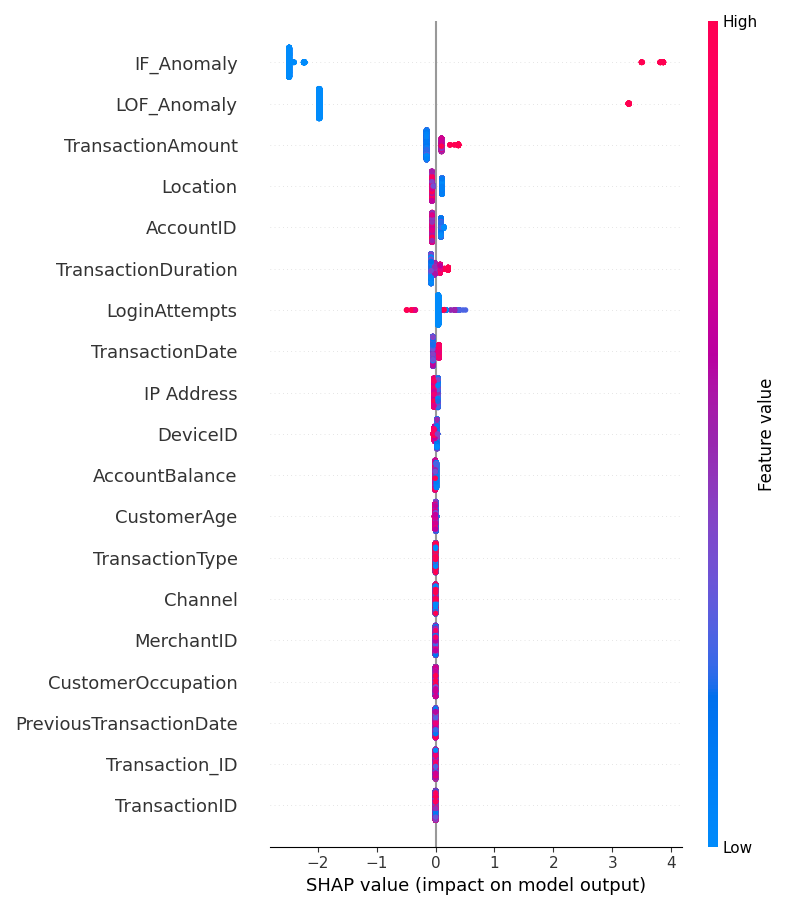 High
IF_Anomaly
LOF_Anomaly
TransactionAmount
Location
AccountID
TransactionDuration
LoginAttempts
TransactionDate
IP Address
DeviceID
AccountBalance
CustomerAge
TransactionType
Channel
MerchantID
CustomerOccupation
PreviousTransactionDate
Transaction_ID
TransactionID
Feature value
Low
−2 −1 0 1 2 3 4
SHAP value (impact on model output)